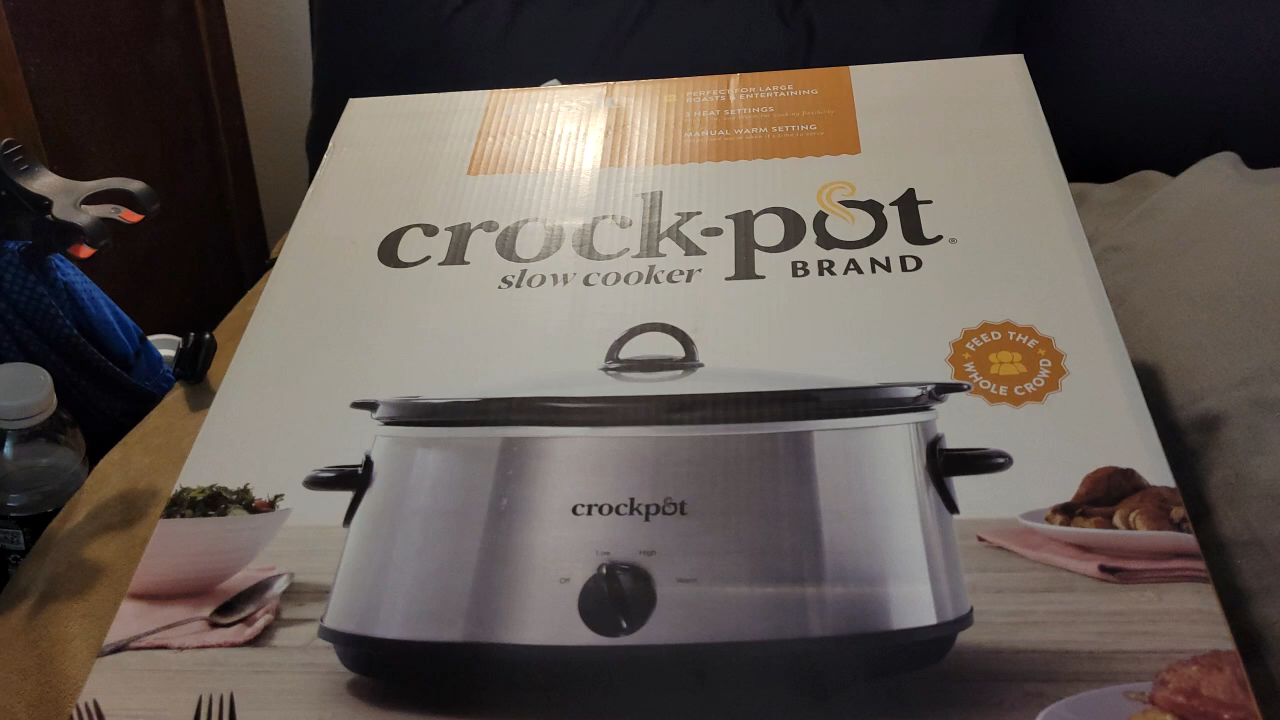 PERFECT FOR LARGE
ROASTS & ENTERTAINING
HEAT SETTINGS
MANUAL WARM SETTING
crock·pot®
slow cooker BRAND
FEED THE
WHOLE CROWD
crockpot
Low High
Off Warm